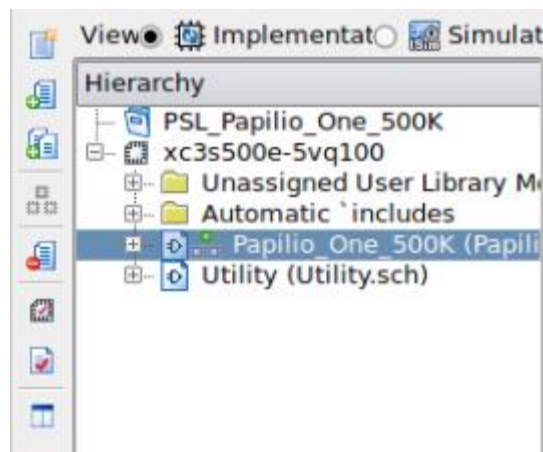 View Implementat Simulat
Hierarchy
PSL_Papilio_One_500K
xc3s500e-5vq100
Unassigned User Library M
Automatic `includes
Papilio_One_500K (Papili
Utility (Utility.sch)